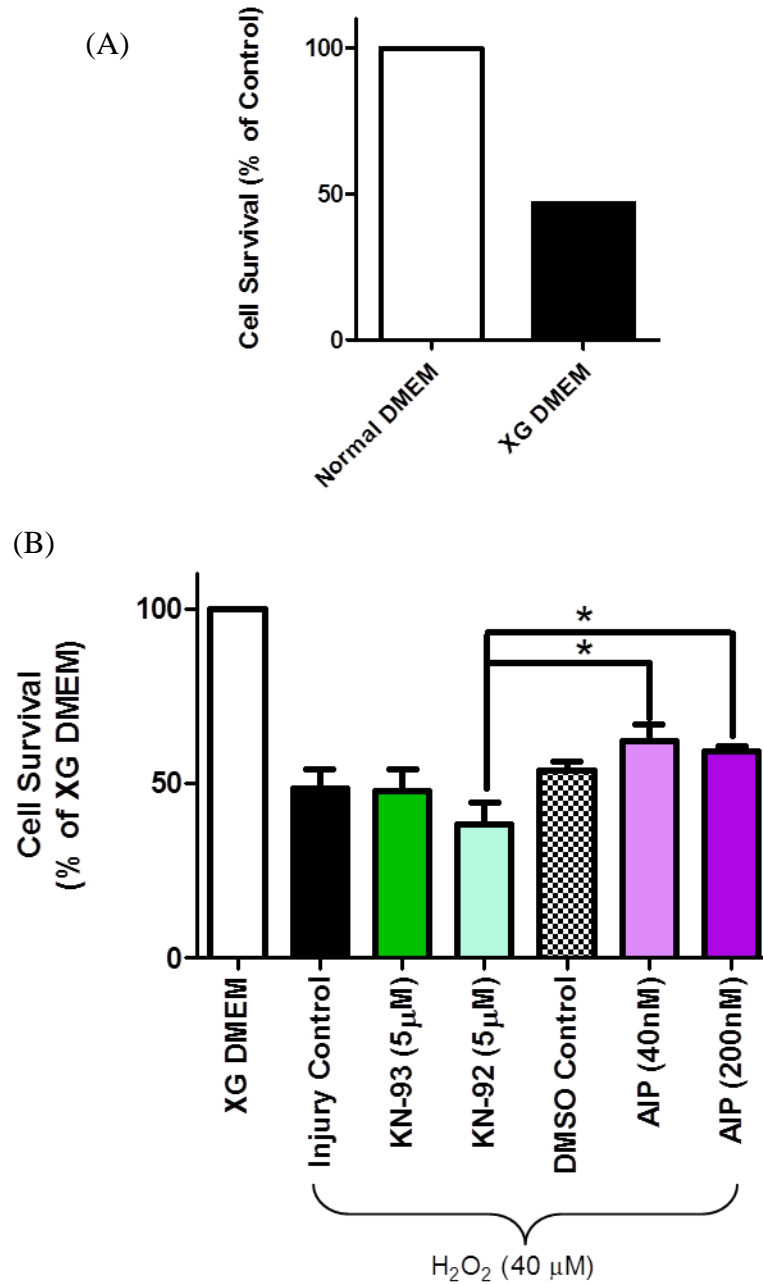 (A)
Cell Survival (% of Control)
100
50
0
Normal DMEM
XG DMEM
(B)
Cell Survival
(% of XG DMEM)
100
50
0
*
*
XG DMEM
Injury Control
KN-93 (5μM)
KN-92 (5μM)
DMSO Control
AIP (40nM)
AIP (200nM)
H₂O₂ (40 μM)